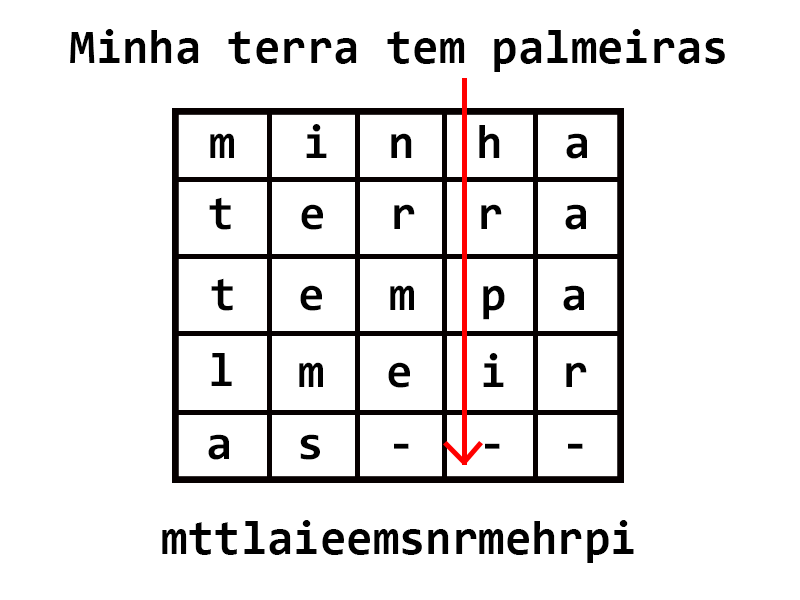 Minha terra tem palmeiras
m i n h a
t e r r a
t e m p a
l m e i r
a s - - -
mttlaieemsnrmehrpi